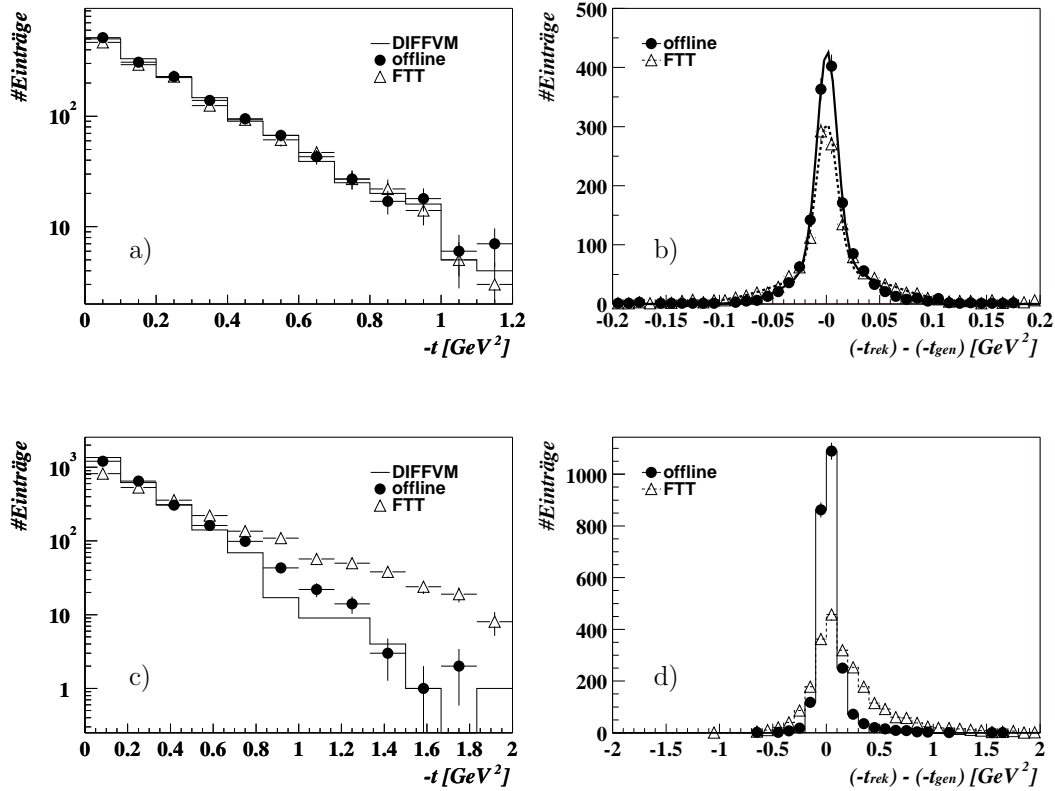 #Einträge
10²
10
DIFFVM
offline
FTT
a)
0 0.2 0.4 0.6 0.8 1 1.2
-t [GeV²]
#Einträge
500
400
300
200
100
0
offline
FTT
b)
-0.2 -0.15 -0.1 -0.05 -0 0.05 0.1 0.15 0.2
(-t_rek) - (-t_gen) [GeV²]
#Einträge
10³
10²
10
1
DIFFVM
offline
FTT
c)
0 0.2 0.4 0.6 0.8 1 1.2 1.4 1.6 1.8 2
-t [GeV²]
#Einträge
1000
800
600
400
200
0
offline
FTT
d)
-2 -1.5 -1 -0.5 0 0.5 1 1.5 2
(-t_rek) - (-t_gen) [GeV²]